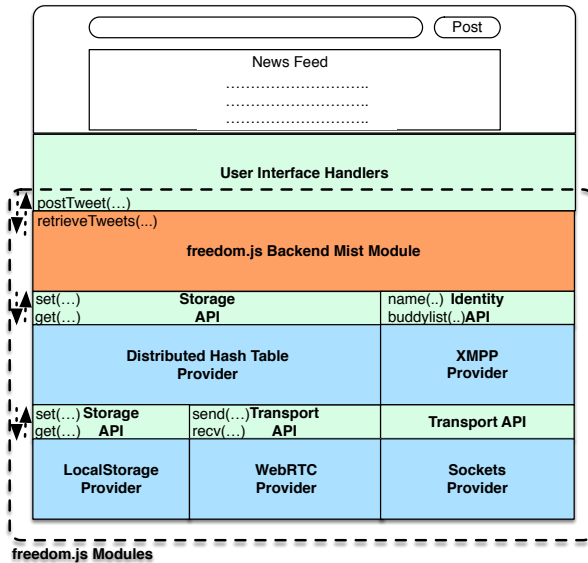 Post
News Feed
………………………..
………………………..
………………………..
User Interface Handlers
postTweet(…)
retrieveTweets(...)
freedom.js Backend Mist Module
set(…) Storage name(..) Identity
get(…) API buddylist(..)API
Distributed Hash Table XMPP
Provider Provider
set(…) Storage send(…)Transport Transport API
get(…) API recv(…) API
LocalStorage WebRTC Sockets
Provider Provider Provider
freedom.js Modules